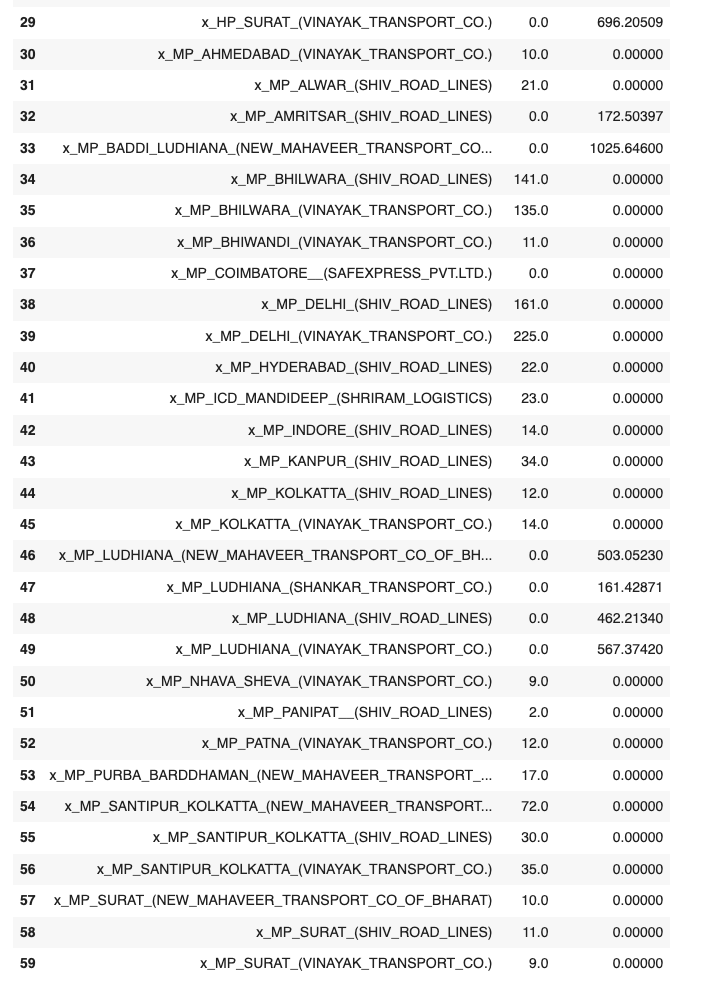 29 x_HP_SURAT_(VINAYAK_TRANSPORT_CO.) 0.0 696.20509
30 x_MP_AHMEDABAD_(VINAYAK_TRANSPORT_CO.) 10.0 0.00000
31 x_MP_ALWAR_(SHIV_ROAD_LINES) 21.0 0.00000
32 x_MP_AMRITSAR_(SHIV_ROAD_LINES) 0.0 172.50397
33 x_MP_BADDI_LUDHIANA_(NEW_MAHAVEER_TRANSPORT_CO... 0.0 1025.64600
34 x_MP_BHILWARA_(SHIV_ROAD_LINES) 141.0 0.00000
35 x_MP_BHILWARA_(VINAYAK_TRANSPORT_CO.) 135.0 0.00000
36 x_MP_BHIWANDI_(VINAYAK_TRANSPORT_CO.) 11.0 0.00000
37 x_MP_COIMBATORE__(SAFEXPRESS_PVT.LTD.) 0.0 0.00000
38 x_MP_DELHI_(SHIV_ROAD_LINES) 161.0 0.00000
39 x_MP_DELHI_(VINAYAK_TRANSPORT_CO.) 225.0 0.00000
40 x_MP_HYDERABAD_(SHIV_ROAD_LINES) 22.0 0.00000
41 x_MP_ICD_MANDIDEEP_(SHRIRAM_LOGISTICS) 23.0 0.00000
42 x_MP_INDORE_(SHIV_ROAD_LINES) 14.0 0.00000
43 x_MP_KANPUR_(SHIV_ROAD_LINES) 34.0 0.00000
44 x_MP_KOLKATTA_(SHIV_ROAD_LINES) 12.0 0.00000
45 x_MP_KOLKATTA_(VINAYAK_TRANSPORT_CO.) 14.0 0.00000
46 x_MP_LUDHIANA_(NEW_MAHAVEER_TRANSPORT_CO_OF_BH... 0.0 503.05230
47 x_MP_LUDHIANA_(SHANKAR_TRANSPORT_CO.) 0.0 161.42871
48 x_MP_LUDHIANA_(SHIV_ROAD_LINES) 0.0 462.21340
49 x_MP_LUDHIANA_(VINAYAK_TRANSPORT_CO.) 0.0 567.37420
50 x_MP_NHAVA_SHEVA_(VINAYAK_TRANSPORT_CO.) 9.0 0.00000
51 x_MP_PANIPAT__(SHIV_ROAD_LINES) 2.0 0.00000
52 x_MP_PATNA_(VINAYAK_TRANSPORT_CO.) 12.0 0.00000
53 x_MP_PURBA_BARDDHAMAN_(NEW_MAHAVEER_TRANSPORT_... 17.0 0.00000
54 x_MP_SANTIPUR_KOLKATTA_(NEW_MAHAVEER_TRANSPORT... 72.0 0.00000
55 x_MP_SANTIPUR_KOLKATTA_(SHIV_ROAD_LINES) 30.0 0.00000
56 x_MP_SANTIPUR_KOLKATTA_(VINAYAK_TRANSPORT_CO.) 35.0 0.00000
57 x_MP_SURAT_(NEW_MAHAVEER_TRANSPORT_CO_OF_BHARAT) 10.0 0.00000
58 x_MP_SURAT_(SHIV_ROAD_LINES) 11.0 0.00000
59 x_MP_SURAT_(VINAYAK_TRANSPORT_CO.) 9.0 0.00000